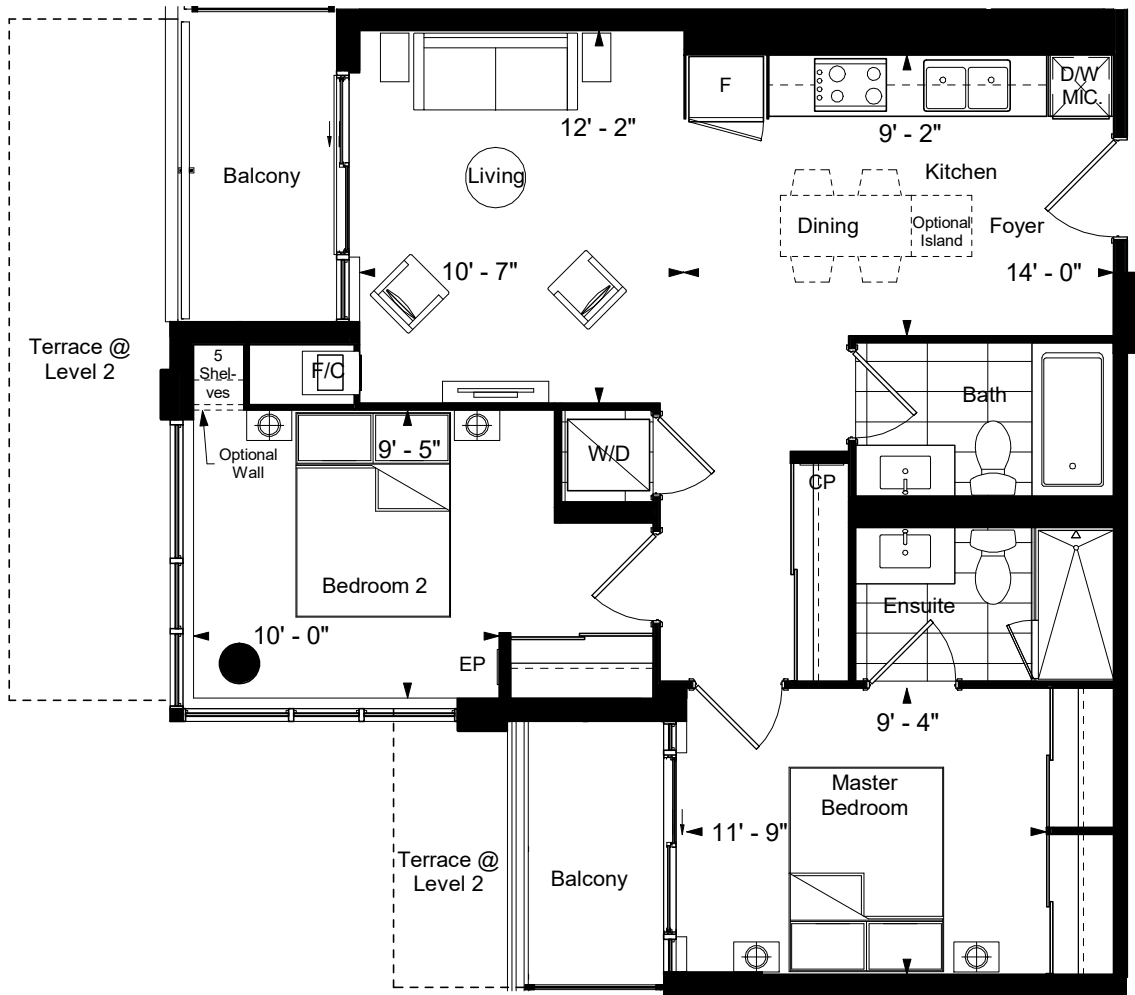 F
D/W
MIC.
12' - 2"
9' - 2"
Balcony
Living
Kitchen
Dining
Optional
Island
Foyer
10' - 7"
14' - 0"
Terrace @
Level 2
5
Shel-
ves
F/C
Bath
Optional
Wall
9' - 5"
W/D
CP
Bedroom 2
Ensuite
10' - 0"
EP
9' - 4"
Master
Bedroom
11' - 9"
Terrace @
Level 2
Balcony